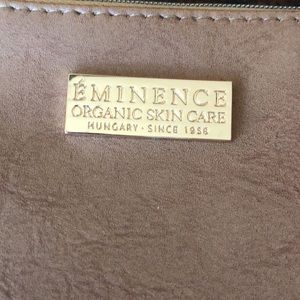 ÉMINENCE
ORGANIC SKIN CARE
HUNGARY · SINCE 1958